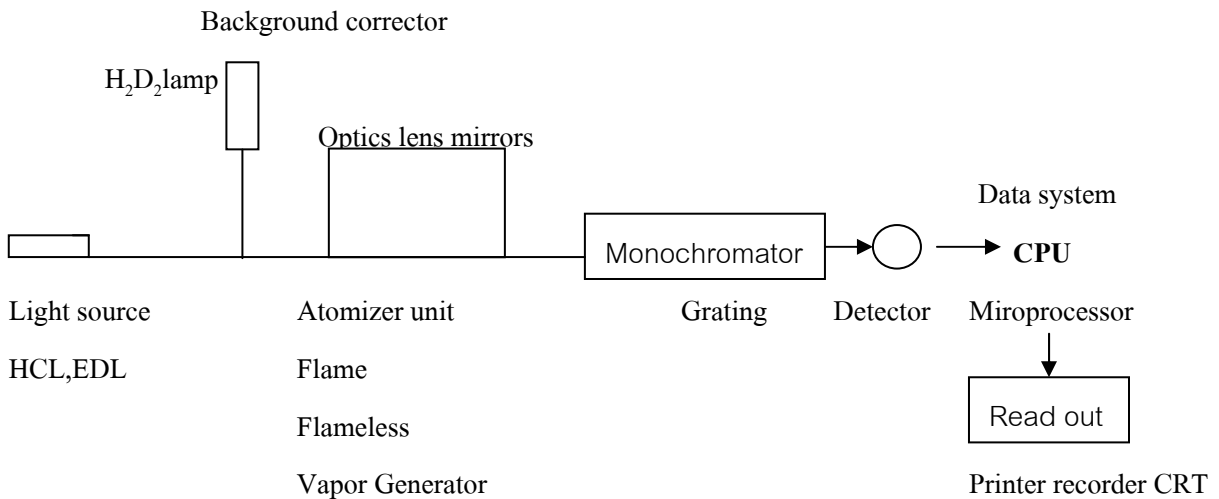 Background corrector
H₂D₂lamp
Optics lens mirrors
Data system
Monochromator
CPU
Light source
Atomizer unit
Grating
Detector
Miroprocessor
HCL,EDL
Flame
Flameless
Read out
Vapor Generator
Printer recorder CRT